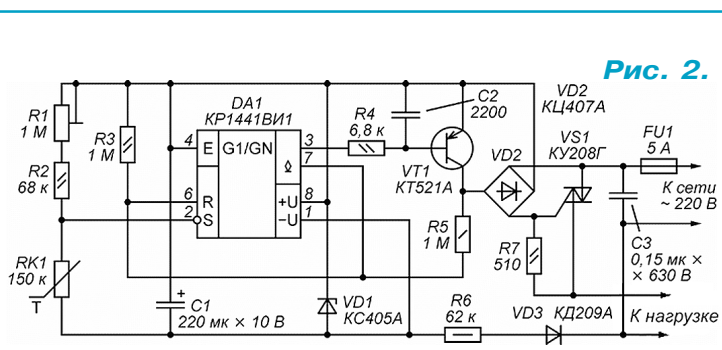 Рис. 2.
DA1
КР1441ВИ1
R1
1 М
R2
68 к
RK1
150 к
T
R3
1 М
4
6
2
E
R
S
G1/GN
+U
–U
3
7
8
1
R4
6,8 к
C2
2200
VT1
КТ521А
R5
1 М
VD2
КЦ407А
VD2
VS1
КУ208Г
FU1
5 А
К сети
~ 220 В
C3
0,15 мк ×
× 630 В
R7
510
C1
+
220 мк × 10 В
VD1
КС405А
R6
62 к
VD3
КД209А
К нагрузке